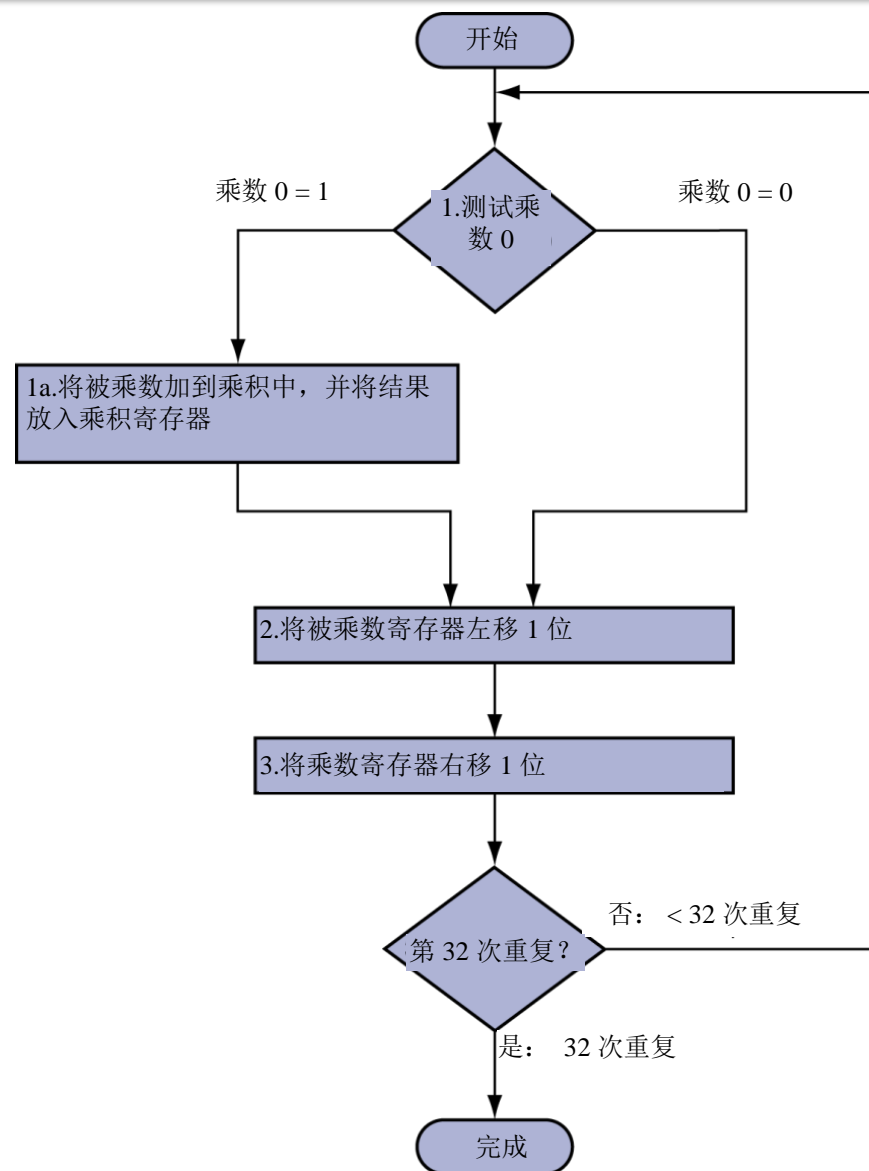 开始
乘数 0 = 1
乘数 0 = 0
1.测试乘
数 0
1a.将被乘数加到乘积中，并将结果
放入乘积寄存器
2.将被乘数寄存器左移 1 位
3.将乘数寄存器右移 1 位
否： < 32 次重复
第 32 次重复？
是： 32 次重复
完成